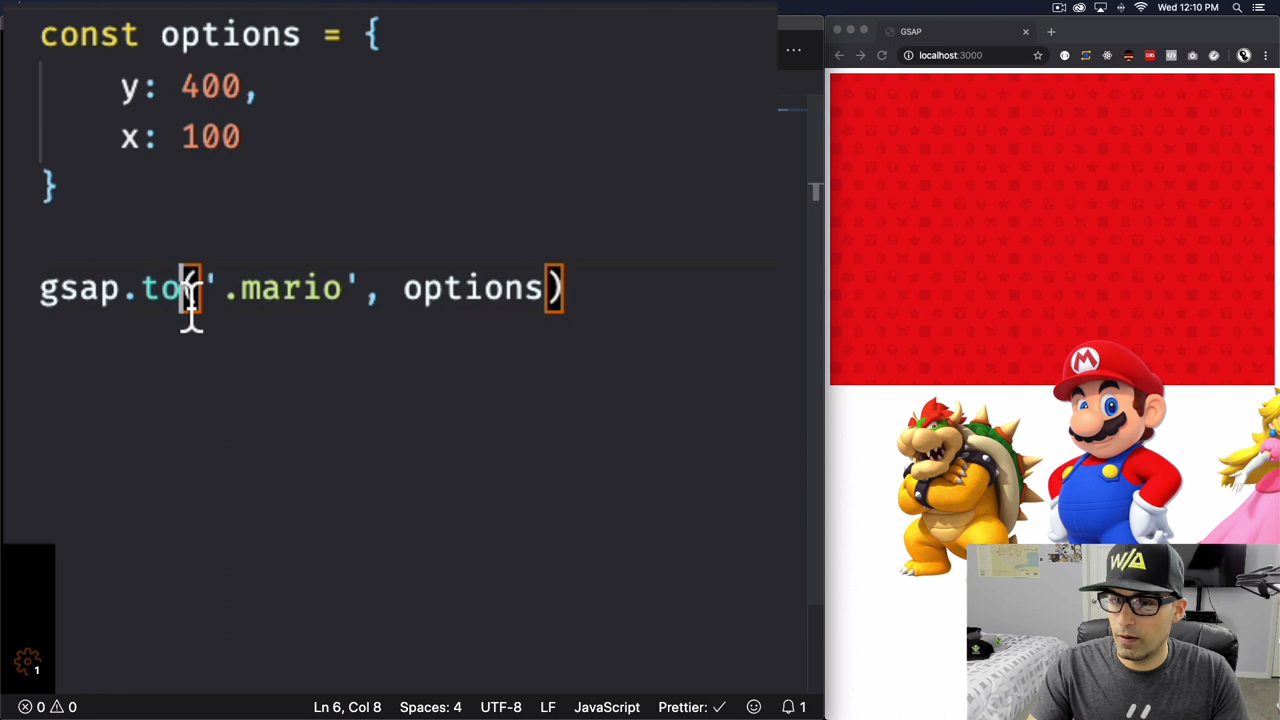 Wed 12:10 PM
const options = {
y: 400,
x: 100
}
gsap.to('.mario', options)
...
GSAP
localhost:3000
CORS
M
W/A
1
0 0
Ln 6, Col 8
Spaces: 4
UTF-8
LF
JavaScript
Prettier: ✓
1